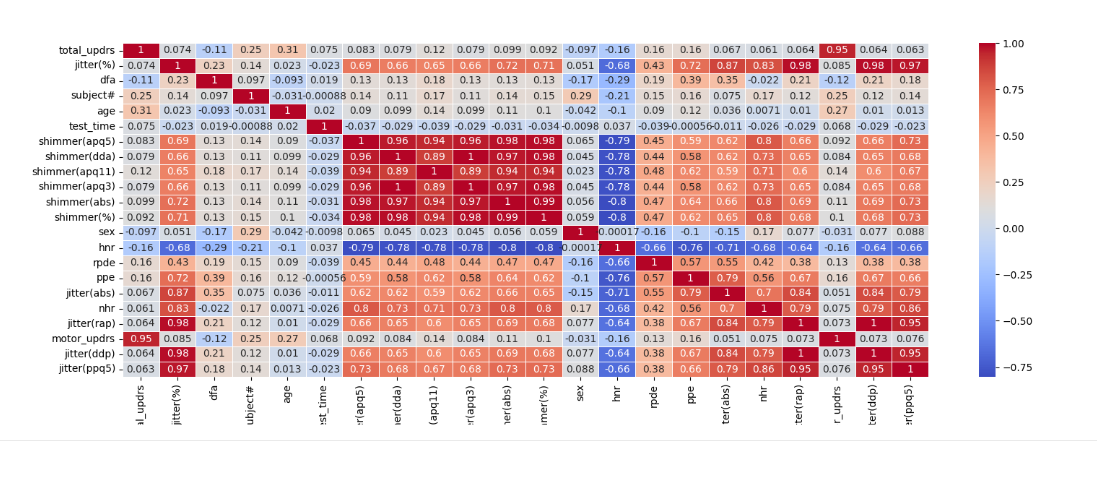 total_updrs 1 0.074 -0.11 0.25 0.31 0.075 0.083 0.079 0.12 0.079 0.099 0.092 -0.097 -0.16 0.16 0.16 0.067 0.061 0.064 0.95 0.064 0.063 1.00
jitter(%) 0.074 1 0.23 0.14 0.023 -0.023 0.69 0.66 0.65 0.66 0.72 0.71 0.051 -0.68 0.43 0.72 0.87 0.83 0.98 0.085 0.98 0.97
dfa -0.11 0.23 1 0.097 -0.093 0.019 0.13 0.13 0.18 0.13 0.13 0.13 -0.17 -0.29 0.19 0.39 0.35 -0.022 0.21 -0.12 0.21 0.18
0.75
subject# 0.25 0.14 0.097 1 -0.031 -0.00088 0.14 0.11 0.17 0.11 0.14 0.15 0.29 -0.21 0.15 0.16 0.075 0.17 0.12 0.25 0.12 0.14
age 0.31 0.023 -0.093 -0.031 1 0.02 0.09 0.099 0.14 0.099 0.11 0.1 -0.042 -0.1 0.09 0.12 0.036 0.0071 0.01 0.27 0.01 0.013
test_time 0.075 -0.023 0.019 -0.00088 0.02 1 -0.037 -0.029 -0.039 -0.029 -0.031 -0.034 -0.0098 0.037 -0.039 -0.00056 -0.011 -0.026 -0.029 0.068 -0.029 -0.023
0.50
shimmer(apq5) 0.083 0.69 0.13 0.14 0.09 -0.037 1 0.96 0.94 0.96 0.98 0.98 0.065 -0.79 0.45 0.59 0.62 0.8 0.66 0.092 0.66 0.73
shimmer(dda) 0.079 0.66 0.13 0.11 0.099 -0.029 0.96 1 0.89 1 0.97 0.98 0.045 -0.78 0.44 0.58 0.62 0.73 0.65 0.084 0.65 0.68
shimmer(apq11) 0.12 0.65 0.18 0.17 0.14 -0.039 0.94 0.89 1 0.89 0.94 0.94 0.023 -0.78 0.48 0.62 0.59 0.71 0.6 0.14 0.6 0.67
shimmer(apq3) 0.079 0.66 0.13 0.11 0.099 -0.029 0.96 1 0.89 1 0.97 0.98 0.045 -0.78 0.44 0.58 0.62 0.73 0.65 0.084 0.65 0.68
0.25
shimmer(abs) 0.099 0.72 0.13 0.14 0.11 -0.031 0.98 0.97 0.94 0.97 1 0.99 0.056 -0.8 0.47 0.64 0.66 0.8 0.69 0.11 0.69 0.73
shimmer(%) 0.092 0.71 0.13 0.15 0.1 -0.034 0.98 0.98 0.94 0.98 0.99 1 0.059 -0.8 0.47 0.62 0.65 0.8 0.68 0.1 0.68 0.73
sex -0.097 0.051 -0.17 0.29 -0.042 -0.0098 0.065 0.045 0.023 0.045 0.056 0.059 1 0.00017 -0.16 -0.1 -0.15 0.17 0.077 -0.031 0.077 0.088
0.00
hnr -0.16 -0.68 -0.29 -0.21 -0.1 0.037 -0.79 -0.78 -0.78 -0.78 -0.8 -0.8 0.00017 1 -0.66 -0.76 -0.71 -0.68 -0.64 -0.16 -0.64 -0.66
rpde 0.16 0.43 0.19 0.15 0.09 -0.039 0.45 0.44 0.48 0.44 0.47 0.47 -0.16 -0.66 1 0.57 0.55 0.42 0.38 0.13 0.38 0.38
−0.25
ppe 0.16 0.72 0.39 0.16 0.12 -0.00056 0.59 0.58 0.62 0.58 0.64 0.62 -0.1 -0.76 0.57 1 0.79 0.56 0.67 0.16 0.67 0.66
jitter(abs) 0.067 0.87 0.35 0.075 0.036 -0.011 0.62 0.62 0.59 0.62 0.66 0.65 -0.15 -0.71 0.55 0.79 1 0.7 0.84 0.051 0.84 0.79
nhr 0.061 0.83 -0.022 0.17 0.0071 -0.026 0.8 0.73 0.71 0.73 0.8 0.8 0.17 -0.68 0.42 0.56 0.7 1 0.79 0.075 0.79 0.86
jitter(rap) 0.064 0.98 0.21 0.12 0.01 -0.029 0.66 0.65 0.6 0.65 0.69 0.68 0.077 -0.64 0.38 0.67 0.84 0.79 1 0.073 1 0.95
−0.50
motor_updrs 0.95 0.085 -0.12 0.25 0.27 0.068 0.092 0.084 0.14 0.084 0.11 0.1 -0.031 -0.16 0.13 0.16 0.051 0.075 0.073 1 0.073 0.076
jitter(ddp) 0.064 0.98 0.21 0.12 0.01 -0.029 0.66 0.65 0.6 0.65 0.69 0.68 0.077 -0.64 0.38 0.67 0.84 0.79 1 0.073 1 0.95
jitter(ppq5) 0.063 0.97 0.18 0.14 0.013 -0.023 0.73 0.68 0.67 0.68 0.73 0.73 0.088 -0.66 0.38 0.66 0.79 0.86 0.95 0.076 0.95 1
−0.75
al_updrs jitter(%) dfa ubject# age est_time er(apq5) ner(dda) (apq11) er(apq3) ner(abs) mer(%) sex hnr rpde ppe tter(abs) nhr tter(rap) r_updrs tter(ddp) er(ppq5)